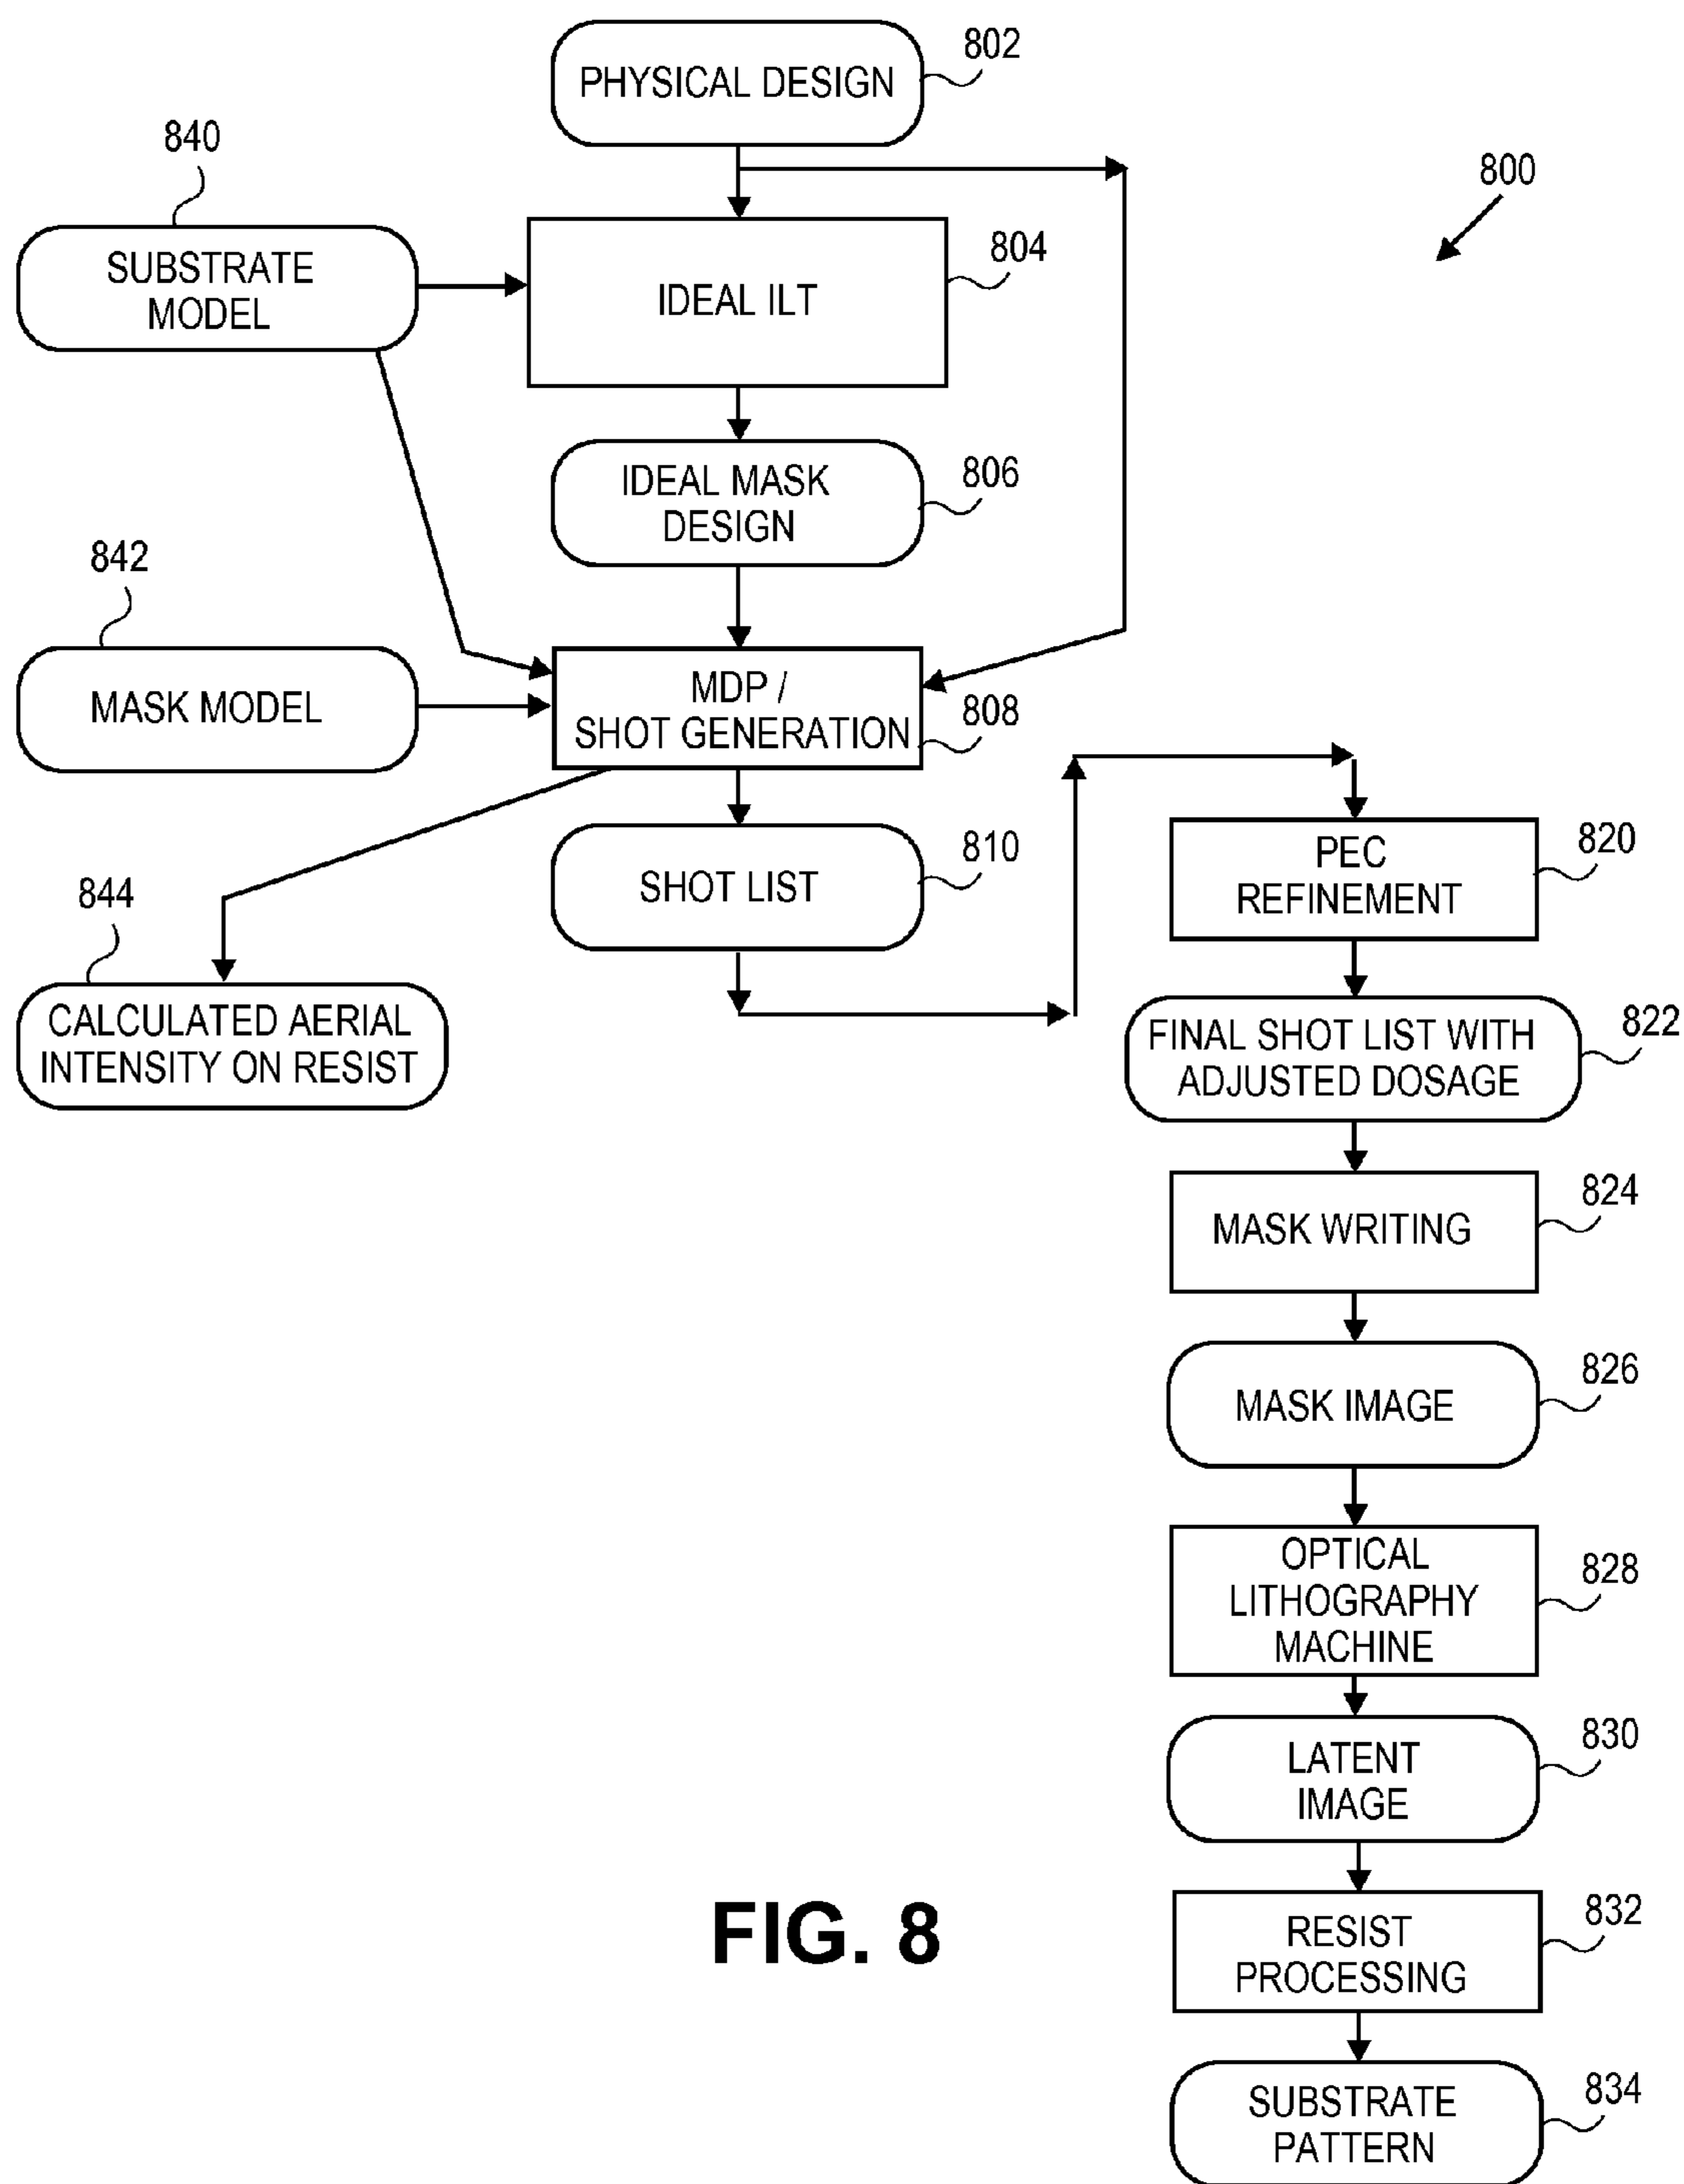 802
PHYSICAL DESIGN
840
800
SUBSTRATE
MODEL
804
IDEAL ILT
806
IDEAL MASK
DESIGN
842
MASK MODEL
MDP /
SHOT GENERATION
808
810
SHOT LIST
820
PEC
REFINEMENT
844
CALCULATED AERIAL
INTENSITY ON RESIST
822
FINAL SHOT LIST WITH
ADJUSTED DOSAGE
824
MASK WRITING
826
MASK IMAGE
828
OPTICAL
LITHOGRAPHY
MACHINE
830
LATENT
IMAGE
832
RESIST
PROCESSING
834
SUBSTRATE
PATTERN
FIG. 8